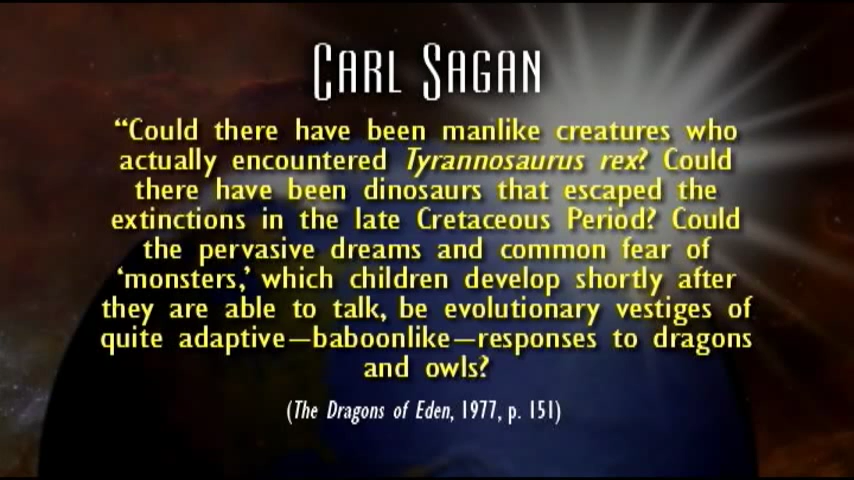 CARL SAGAN
“Could there have been manlike creatures who
actually encountered Tyrannosaurus rex? Could
there have been dinosaurs that escaped the
extinctions in the late Cretaceous Period? Could
the pervasive dreams and common fear of
‘monsters,’ which children develop shortly after
they are able to talk, be evolutionary vestiges of
quite adaptive—baboonlike—responses to dragons
and owls?
(The Dragons of Eden, 1977, p. 151)